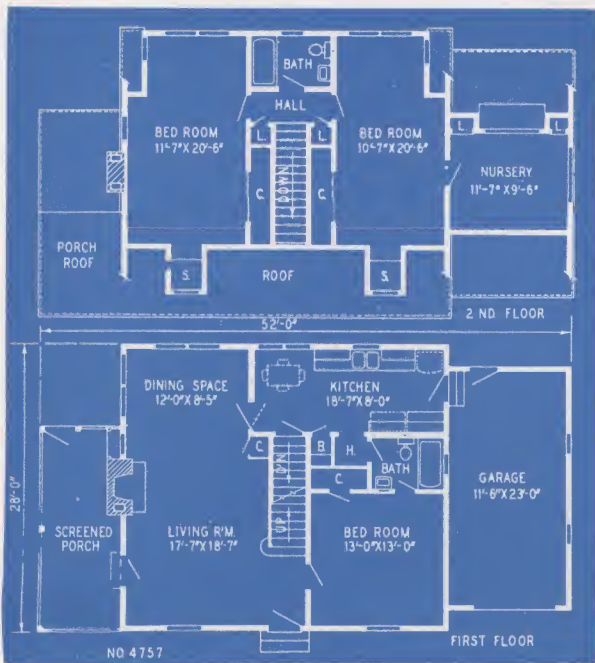 BATH
HALL
BED ROOM
11'-7" X 20'-6"
L.
L.
BED ROOM
10'-7" X 20'-6"
L.
L.
NURSERY
11'-7" X 9'-6"
C.
DOWN
C.
PORCH
ROOF
S.
ROOF
S.
2 ND. FLOOR
52'-0"
DINING SPACE
12'-0" X 8'-5"
KITCHEN
18'-7" X 8'-0"
C.
D'N
B.
H.
BATH
C.
GARAGE
11'-6" X 23'-0"
28'-0"
SCREENED
PORCH
LIVING R'M.
17'-7" X 18'-7"
UP
BED ROOM
13'-0" X 13'-0"
NO. 4757
FIRST FLOOR